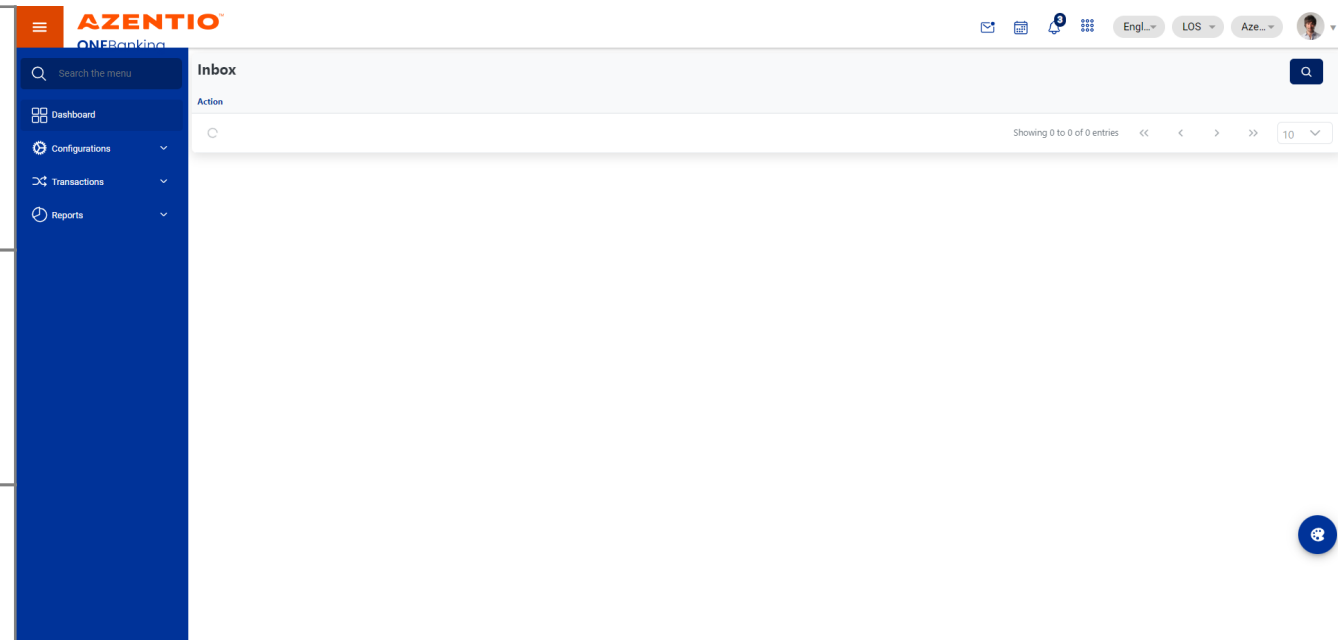 AZENTIO™
ONEBanking
3
Engl...
LOS
Aze...
Search the menu
Inbox
Dashboard
Action
Configurations
Showing 0 to 0 of 0 entries
10
Transactions
Reports